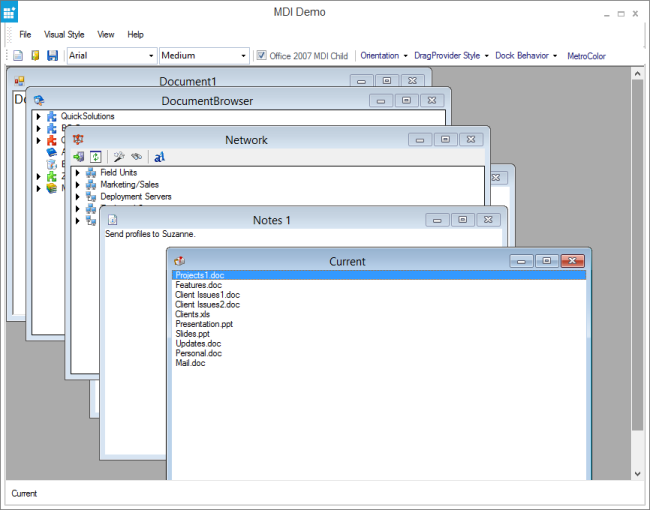 MDI Demo
File Visual Style View Help
Arial Medium Office 2007 MDI Child Orientation DragProvider Style Dock Behavior MetroColor
Document1
DocumentBrowser
QuickSolutions
Network
Field Units
Marketing/Sales
Deployment Servers
Notes 1
Send profiles to Suzanne.
Current
Projects1.doc
Features.doc
Client Issues1.doc
Client Issues2.doc
Clients.xls
Presentation.ppt
Slides.ppt
Updates.doc
Personal.doc
Mail.doc
Current